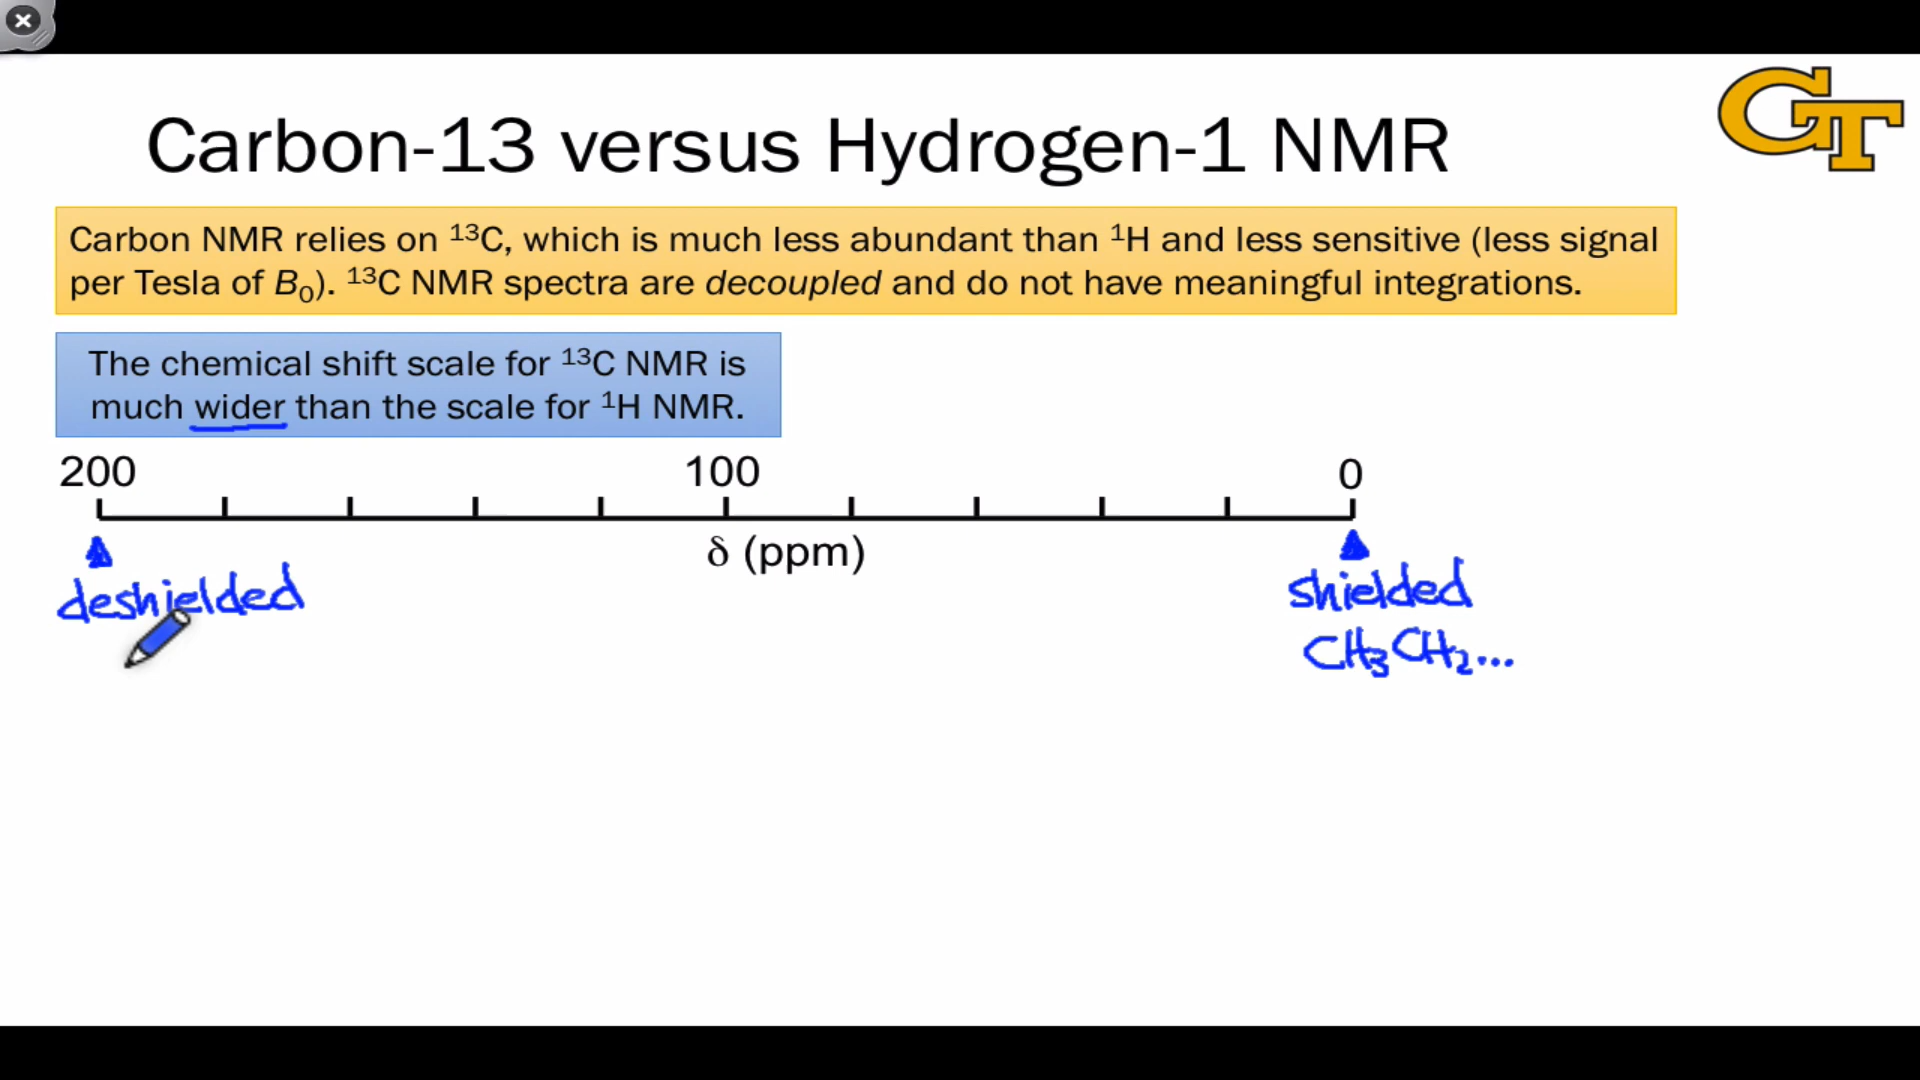 Carbon-13 versus Hydrogen-1 NMR
GT
Carbon NMR relies on ¹³C, which is much less abundant than ¹H and less sensitive (less signal
per Tesla of B₀). ¹³C NMR spectra are decoupled and do not have meaningful integrations.
The chemical shift scale for ¹³C NMR is
much wider than the scale for ¹H NMR.
200 100 0
δ (ppm)
deshielded shielded
CH₃CH₂...